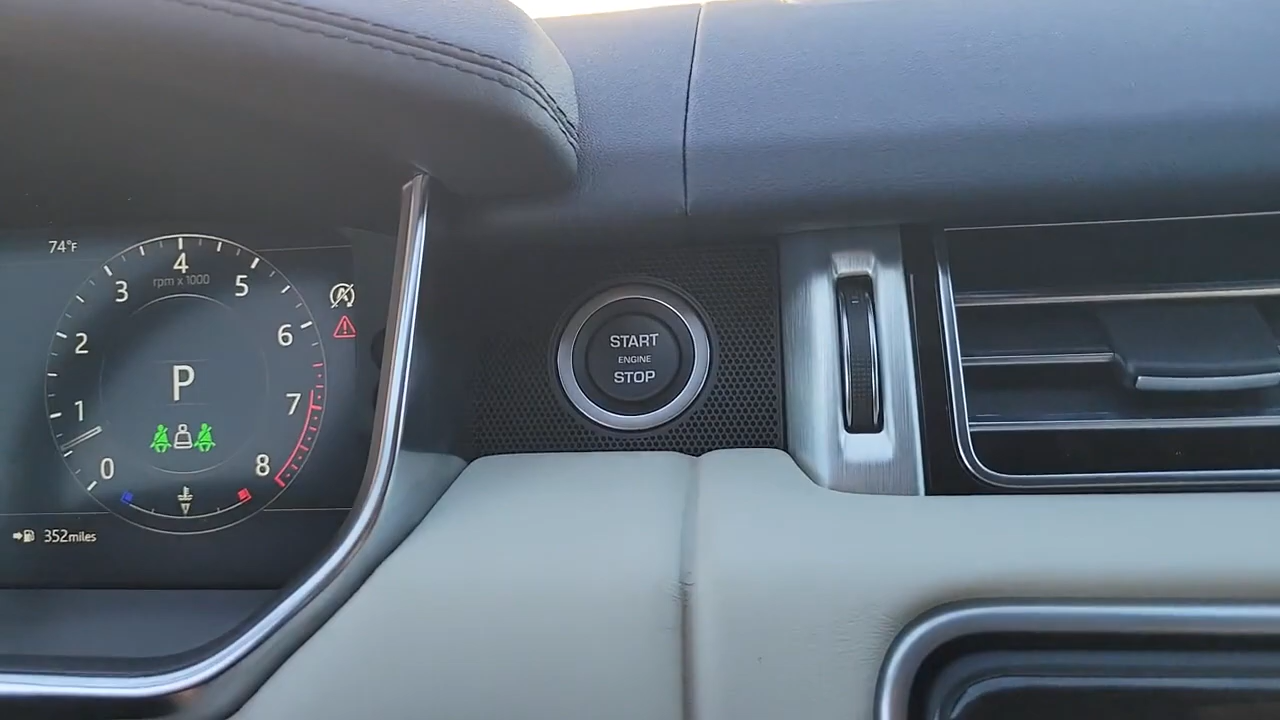 74°F
4
rpm x 1000
3
5
2
6
P
1
7
0
8
352miles
START
ENGINE
STOP